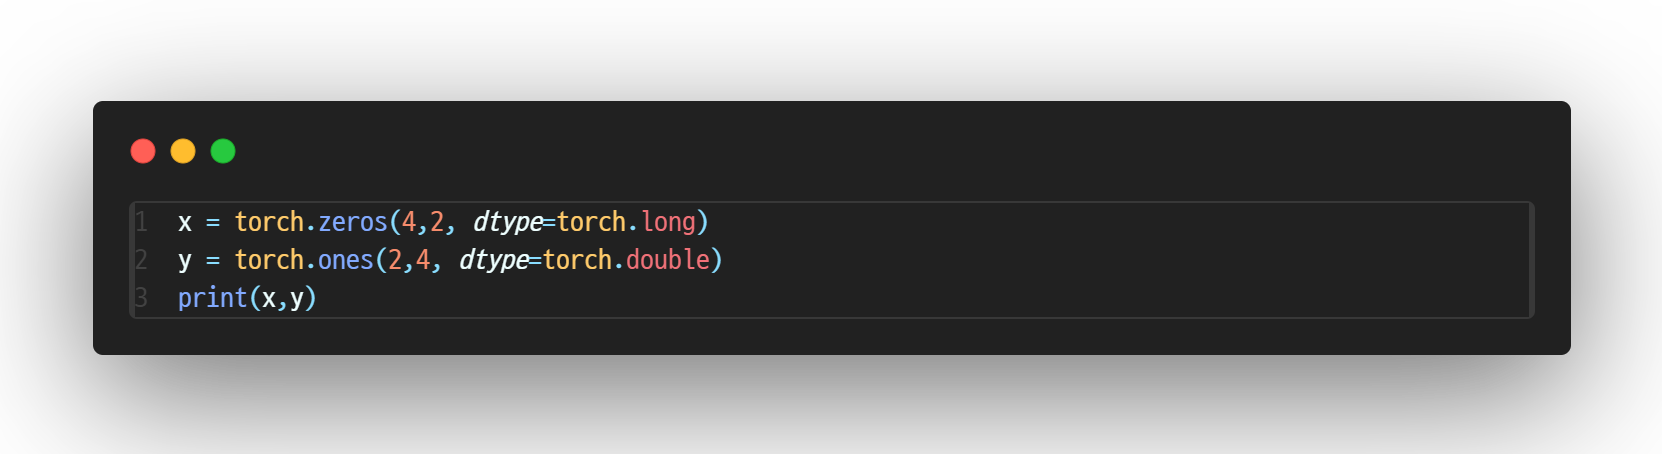 1 x = torch.zeros(4,2, dtype=torch.long)
2 y = torch.ones(2,4, dtype=torch.double)
3 print(x,y)